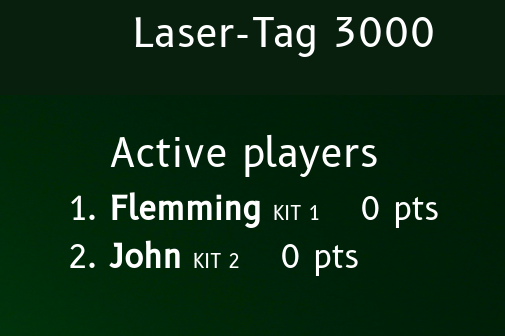 Laser-Tag 3000
Active players
1. Flemming KIT 1 0 pts
2. John KIT 2 0 pts